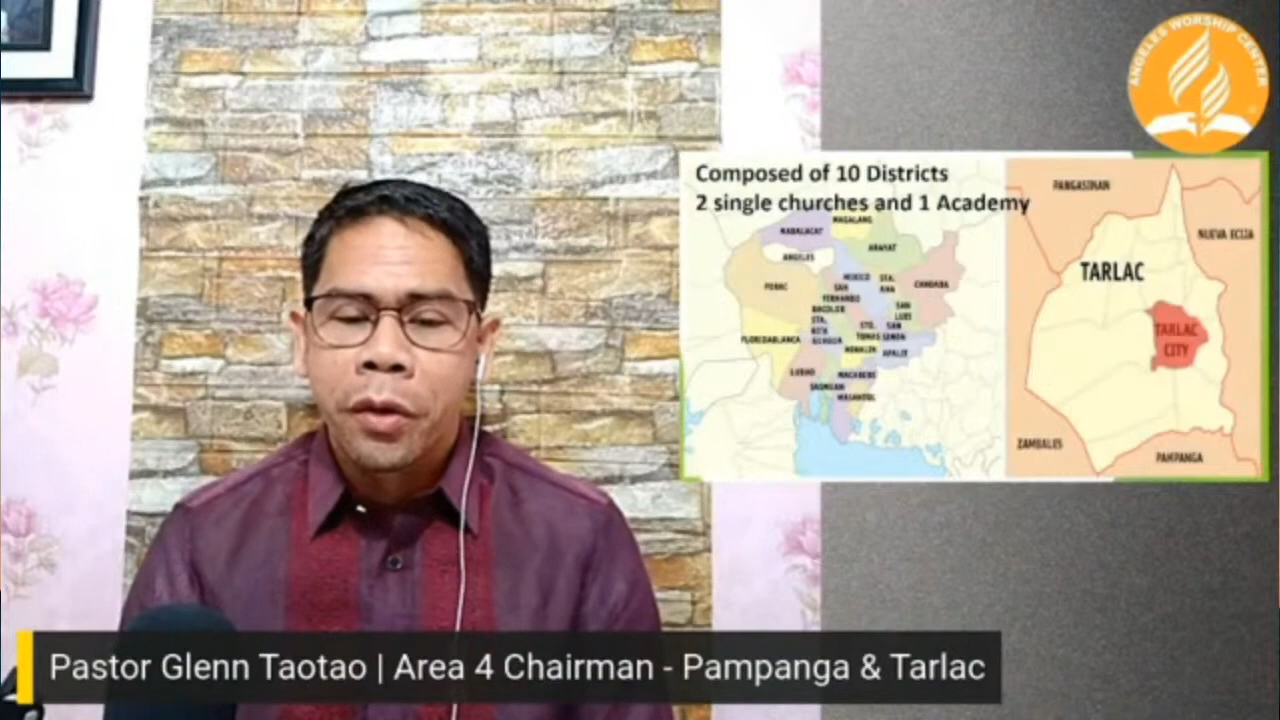 ANGELES WORSHIP CENTER
Composed of 10 Districts
2 single churches and 1 Academy
MAGALANG
MABALACAT
ARAYAT
ANGELES
MEXICO
STA.
ANA
CANDABA
PORAC
SAN
FERNANDO
BACOLOR
SAN
LUIS
STA.
RITA
GUAGUA
STO.
TOMAS
SAN
SIMON
FLORIDABLANCA
MINALIN
APALIT
LUBAO
MACABEBE
SASMUAN
MASANTOL
PANGASINAN
NUEVA ECIJA
TARLAC
TARLAC
CITY
ZAMBALES
PAMPANGA
Pastor Glenn Taotao | Area 4 Chairman - Pampanga & Tarlac